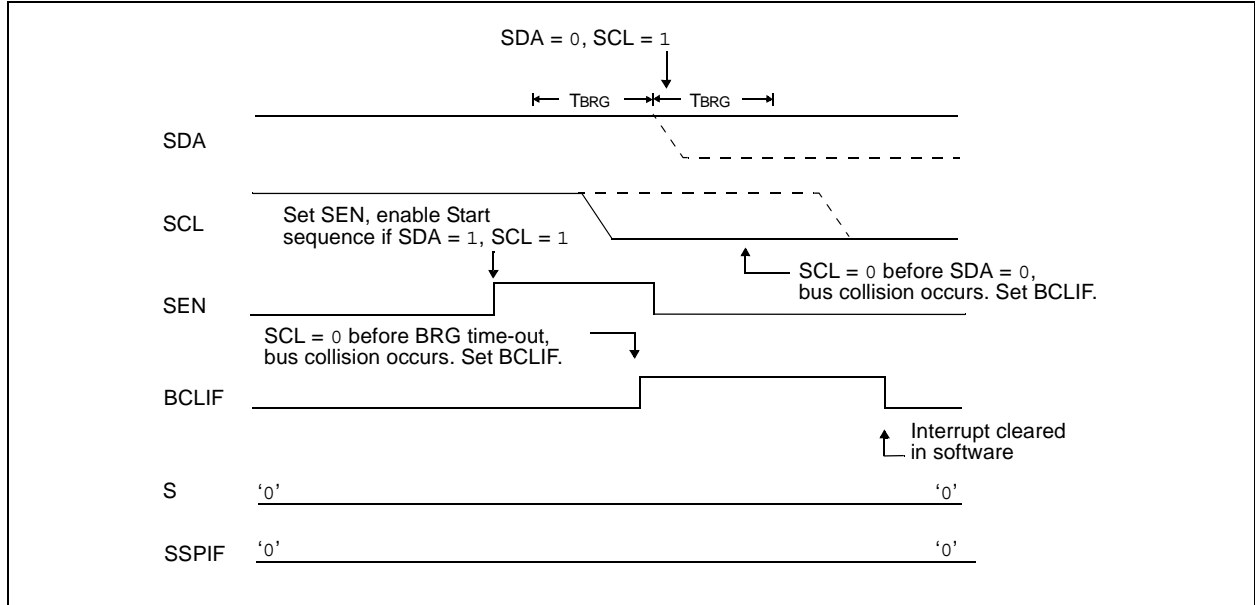 SDA = 0, SCL = 1
TBRG TBRG
SDA
SCL
Set SEN, enable Start
sequence if SDA = 1, SCL = 1
SCL = 0 before SDA = 0,
bus collision occurs. Set BCLIF.
SEN
SCL = 0 before BRG time-out,
bus collision occurs. Set BCLIF.
BCLIF
Interrupt cleared
in software
S ‘0’ ‘0’
SSPIF ‘0’ ‘0’